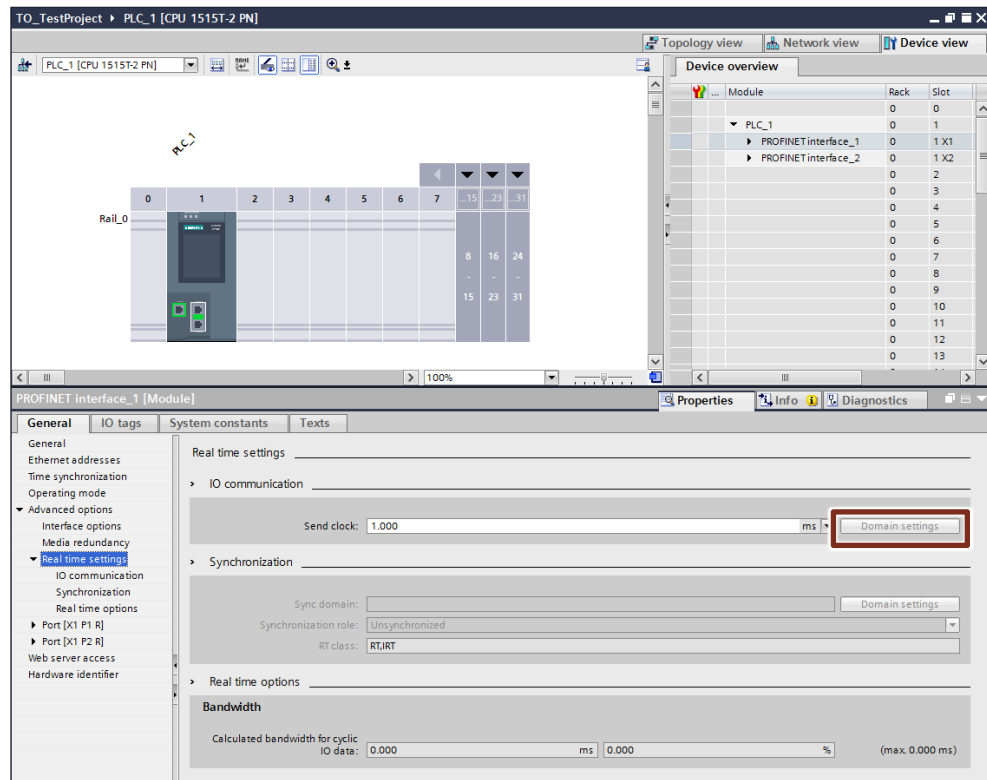 TO_TestProject ▸ PLC_1 [CPU 1515T-2 PN]
Topology view Network view Device view
PLC_1 [CPU 1515T-2 PN]
Device overview
... Module Rack Slot
0 0
PLC_1 0 1
PROFINET interface_1 0 1 X1
PROFINET interface_2 0 1 X2
0 2
0 3
0 4
0 5
0 6
0 7
0 8
0 9
0 10
0 11
0 12
0 13
PLC_1
0 1 2 3 4 5 6 7 ...15 ...23 ...31
Rail_0
8 16 24
- - -
15 23 31
SIEMENS
100%
PROFINET interface_1 [Module]
Properties Info Diagnostics
General IO tags System constants Texts
General
Ethernet addresses
Time synchronization
Operating mode
Advanced options
Interface options
Media redundancy
Real time settings
IO communication
Synchronization
Real time options
Port [X1 P1 R]
Port [X1 P2 R]
Web server access
Hardware identifier
Real time settings
IO communication
Send clock: 1.000 ms Domain settings
Synchronization
Sync domain: Domain settings
Synchronization role: Unsynchronized
RT class: RT,IRT
Real time options
Bandwidth
Calculated bandwidth for cyclic
IO data: 0.000 ms 0.000 % (max. 0.000 ms)